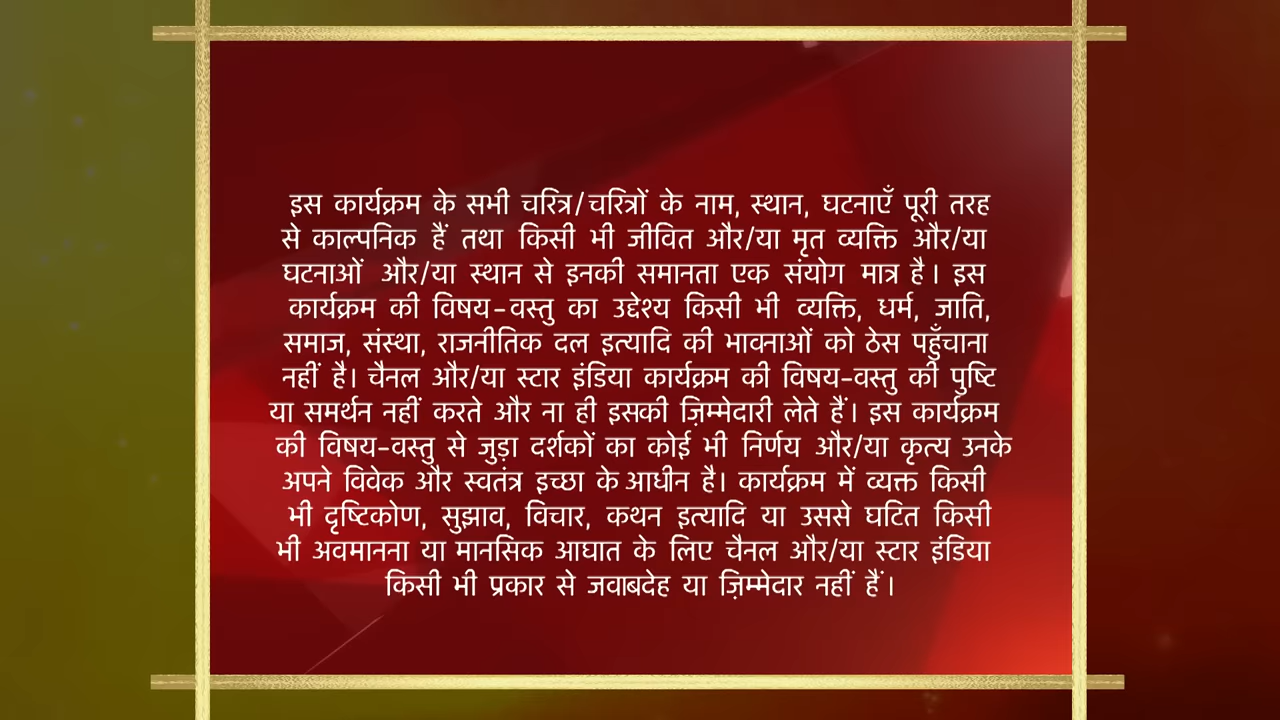 इस कार्यक्रम के सभी चरित्र/चरित्रों के नाम, स्थान, घटनाएँ पूरी तरह
से काल्पनिक हैं तथा किसी भी जीवित और/या मृत व्यक्ति और/या
घटनाओं और/या स्थान से इनकी समानता एक संयोग मात्र है। इस
कार्यक्रम की विषय-वस्तु का उद्देश्य किसी भी व्यक्ति, धर्म, जाति,
समाज, संस्था, राजनीतिक दल इत्यादि की भावनाओं को ठेस पहुँचाना
नहीं है। चैनल और/या स्टार इंडिया कार्यक्रम की विषय-वस्तु की पुष्टि
या समर्थन नहीं करते और ना ही इसकी ज़िम्मेदारी लेते हैं। इस कार्यक्रम
की विषय-वस्तु से जुड़ा दर्शकों का कोई भी निर्णय और/या कृत्य उनके
अपने विवेक और स्वतंत्र इच्छा के आधीन है। कार्यक्रम में व्यक्त किसी
भी दृष्टिकोण, सुझाव, विचार, कथन इत्यादि या उससे घटित किसी
भी अवमानना या मानसिक आघात के लिए चैनल और/या स्टार इंडिया
किसी भी प्रकार से जवाबदेह या ज़िम्मेदार नहीं हैं।